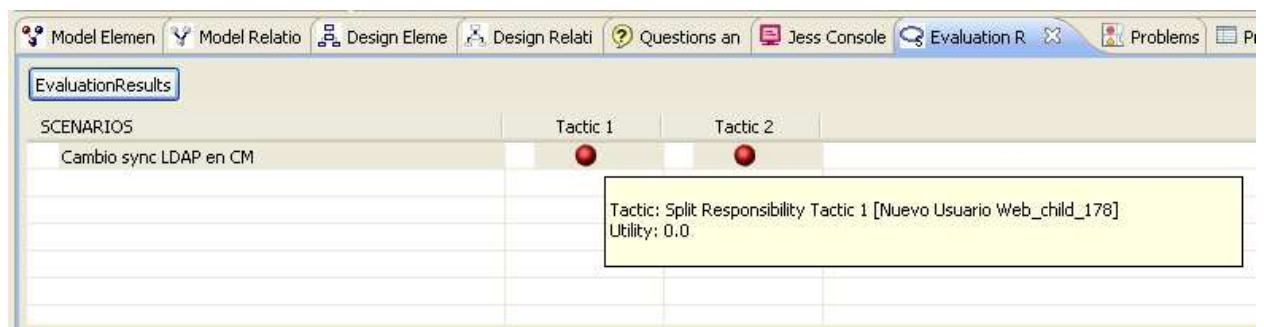 Model Elemen Model Relatio Design Eleme Design Relati Questions an Jess Console Evaluation R Problems
EvaluationResults
SCENARIOS Tactic 1 Tactic 2
Cambio sync LDAP en CM
Tactic: Split Responsibility Tactic 1 [Nuevo Usuario Web_child_178]
Utility: 0.0